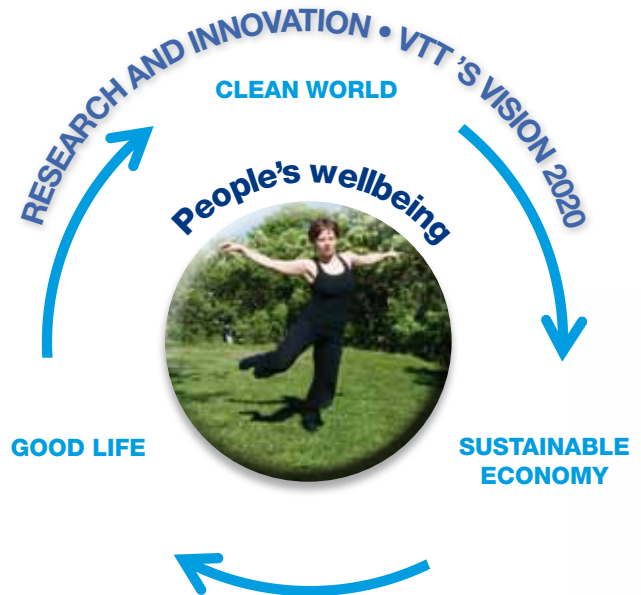 RESEARCH AND INNOVATION • VTT 'S VISION 2020
CLEAN WORLD
People's wellbeing
GOOD LIFE
SUSTAINABLE
ECONOMY